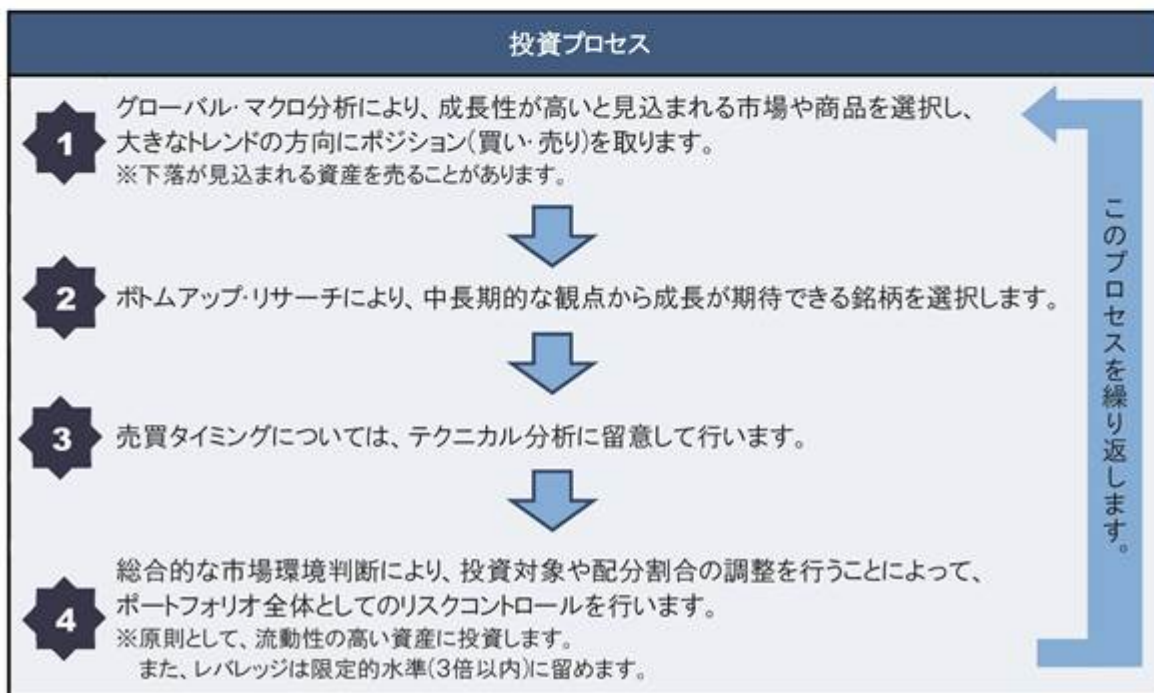 投資プロセス
1
グローバル・マクロ分析により、成長性が高いと見込まれる市場や商品を選択し、
大きなトレンドの方向にポジション(買い・売り)を取ります。
※下落が見込まれる資産を売ることがあります。
2
ボトムアップ・リサーチにより、中長期的な観点から成長が期待できる銘柄を選択します。
3
売買タイミングについては、テクニカル分析に留意して行います。
4
総合的な市場環境判断により、投資対象や配分割合の調整を行うことによって、
ポートフォリオ全体としてのリスクコントロールを行います。
※原則として、流動性の高い資産に投資します。
また、レバレッジは限定的水準(3倍以内)に留めます。
このプロセスを繰り返します。